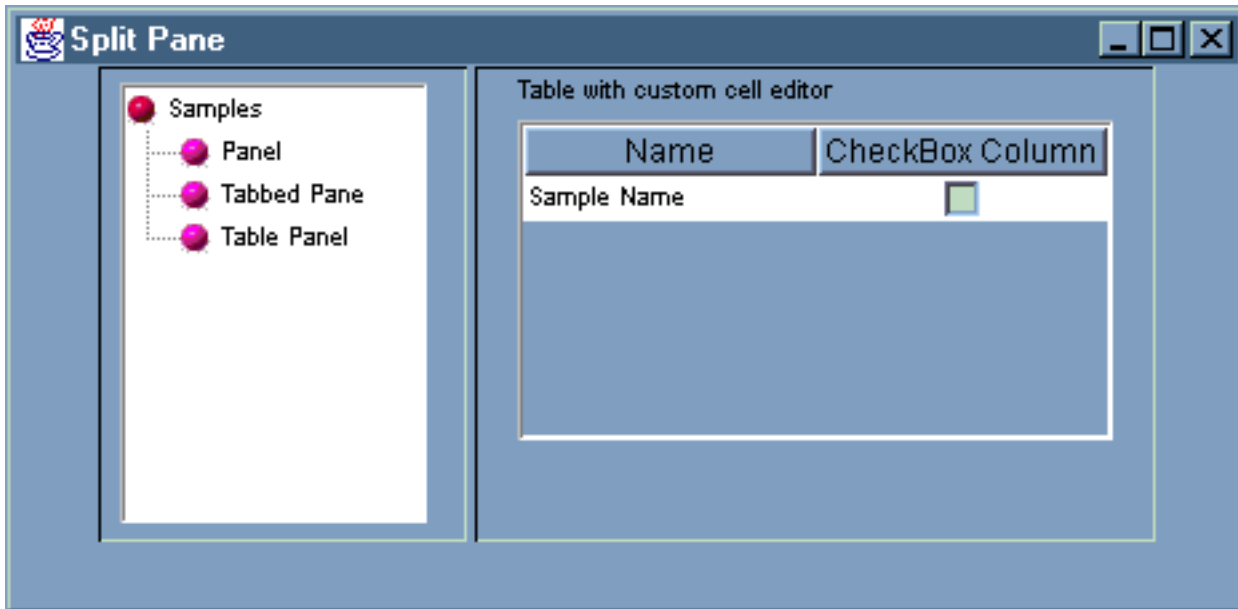 Split Pane
Samples
Panel
Tabbed Pane
Table Panel
Table with custom cell editor
Name CheckBox Column
Sample Name